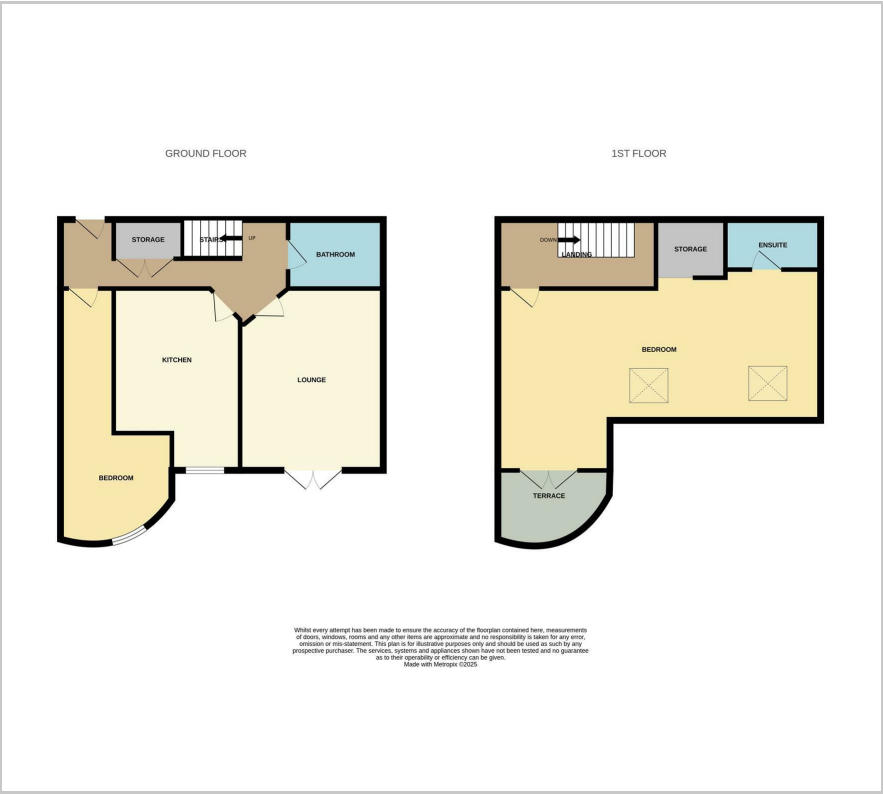 GROUND FLOOR
STORAGE
STAIRS
UP
BATHROOM
KITCHEN
LOUNGE
BEDROOM
1ST FLOOR
DOWN
LANDING
STORAGE
ENSUITE
BEDROOM
TERRACE
Whilst every attempt has been made to ensure the accuracy of the floorplan contained here, measurements
of doors, windows, rooms and any other items are approximate and no responsibility is taken for any error,
omission or mis-statement. This plan is for illustrative purposes only and should be used as such by any
prospective purchaser. The services, systems and appliances shown have not been tested and no guarantee
as to their operability or efficiency can be given.
Made with Metropix ©2025